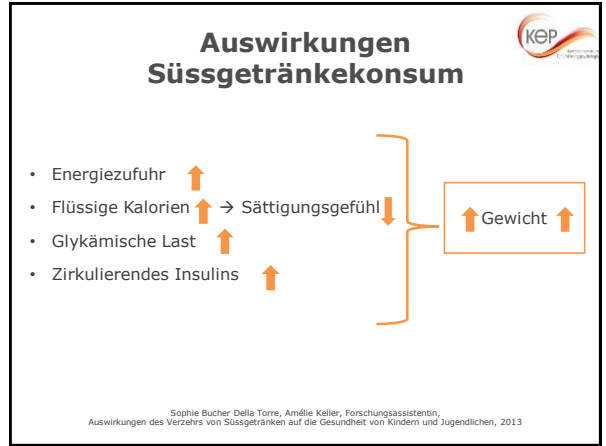 Auswirkungen
Süssgetränkekonsum
KEP
• Energiezufuhr
• Flüssige Kalorien → Sättigungsgefühl
• Glykämische Last
• Zirkulierendes Insulins
Gewicht
Sophie Bucher Della Torre, Amélie Keller, Forschungsassistentin,
Auswirkungen des Verzehrs von Süssgetränken auf die Gesundheit von Kindern und Jugendlichen, 2013